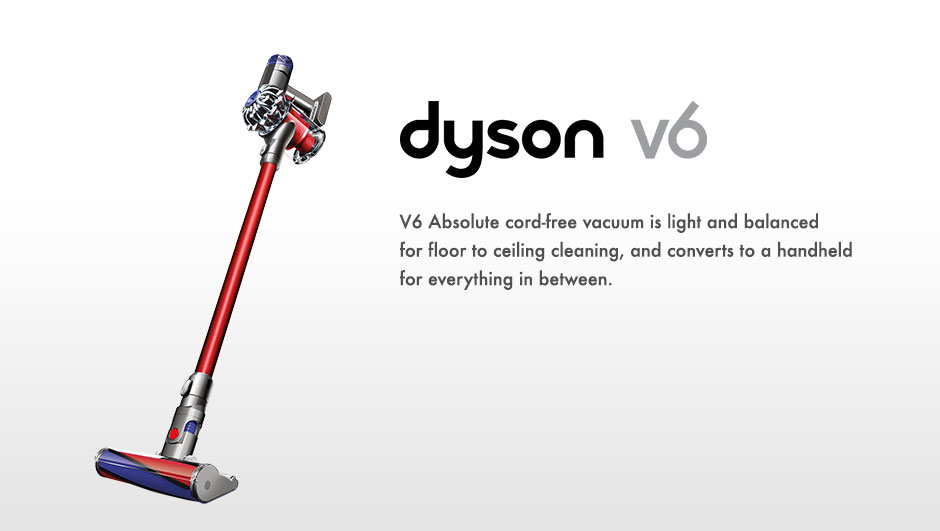 dyson v6
V6 Absolute cord-free vacuum is light and balanced
for floor to ceiling cleaning, and converts to a handheld
for everything in between.